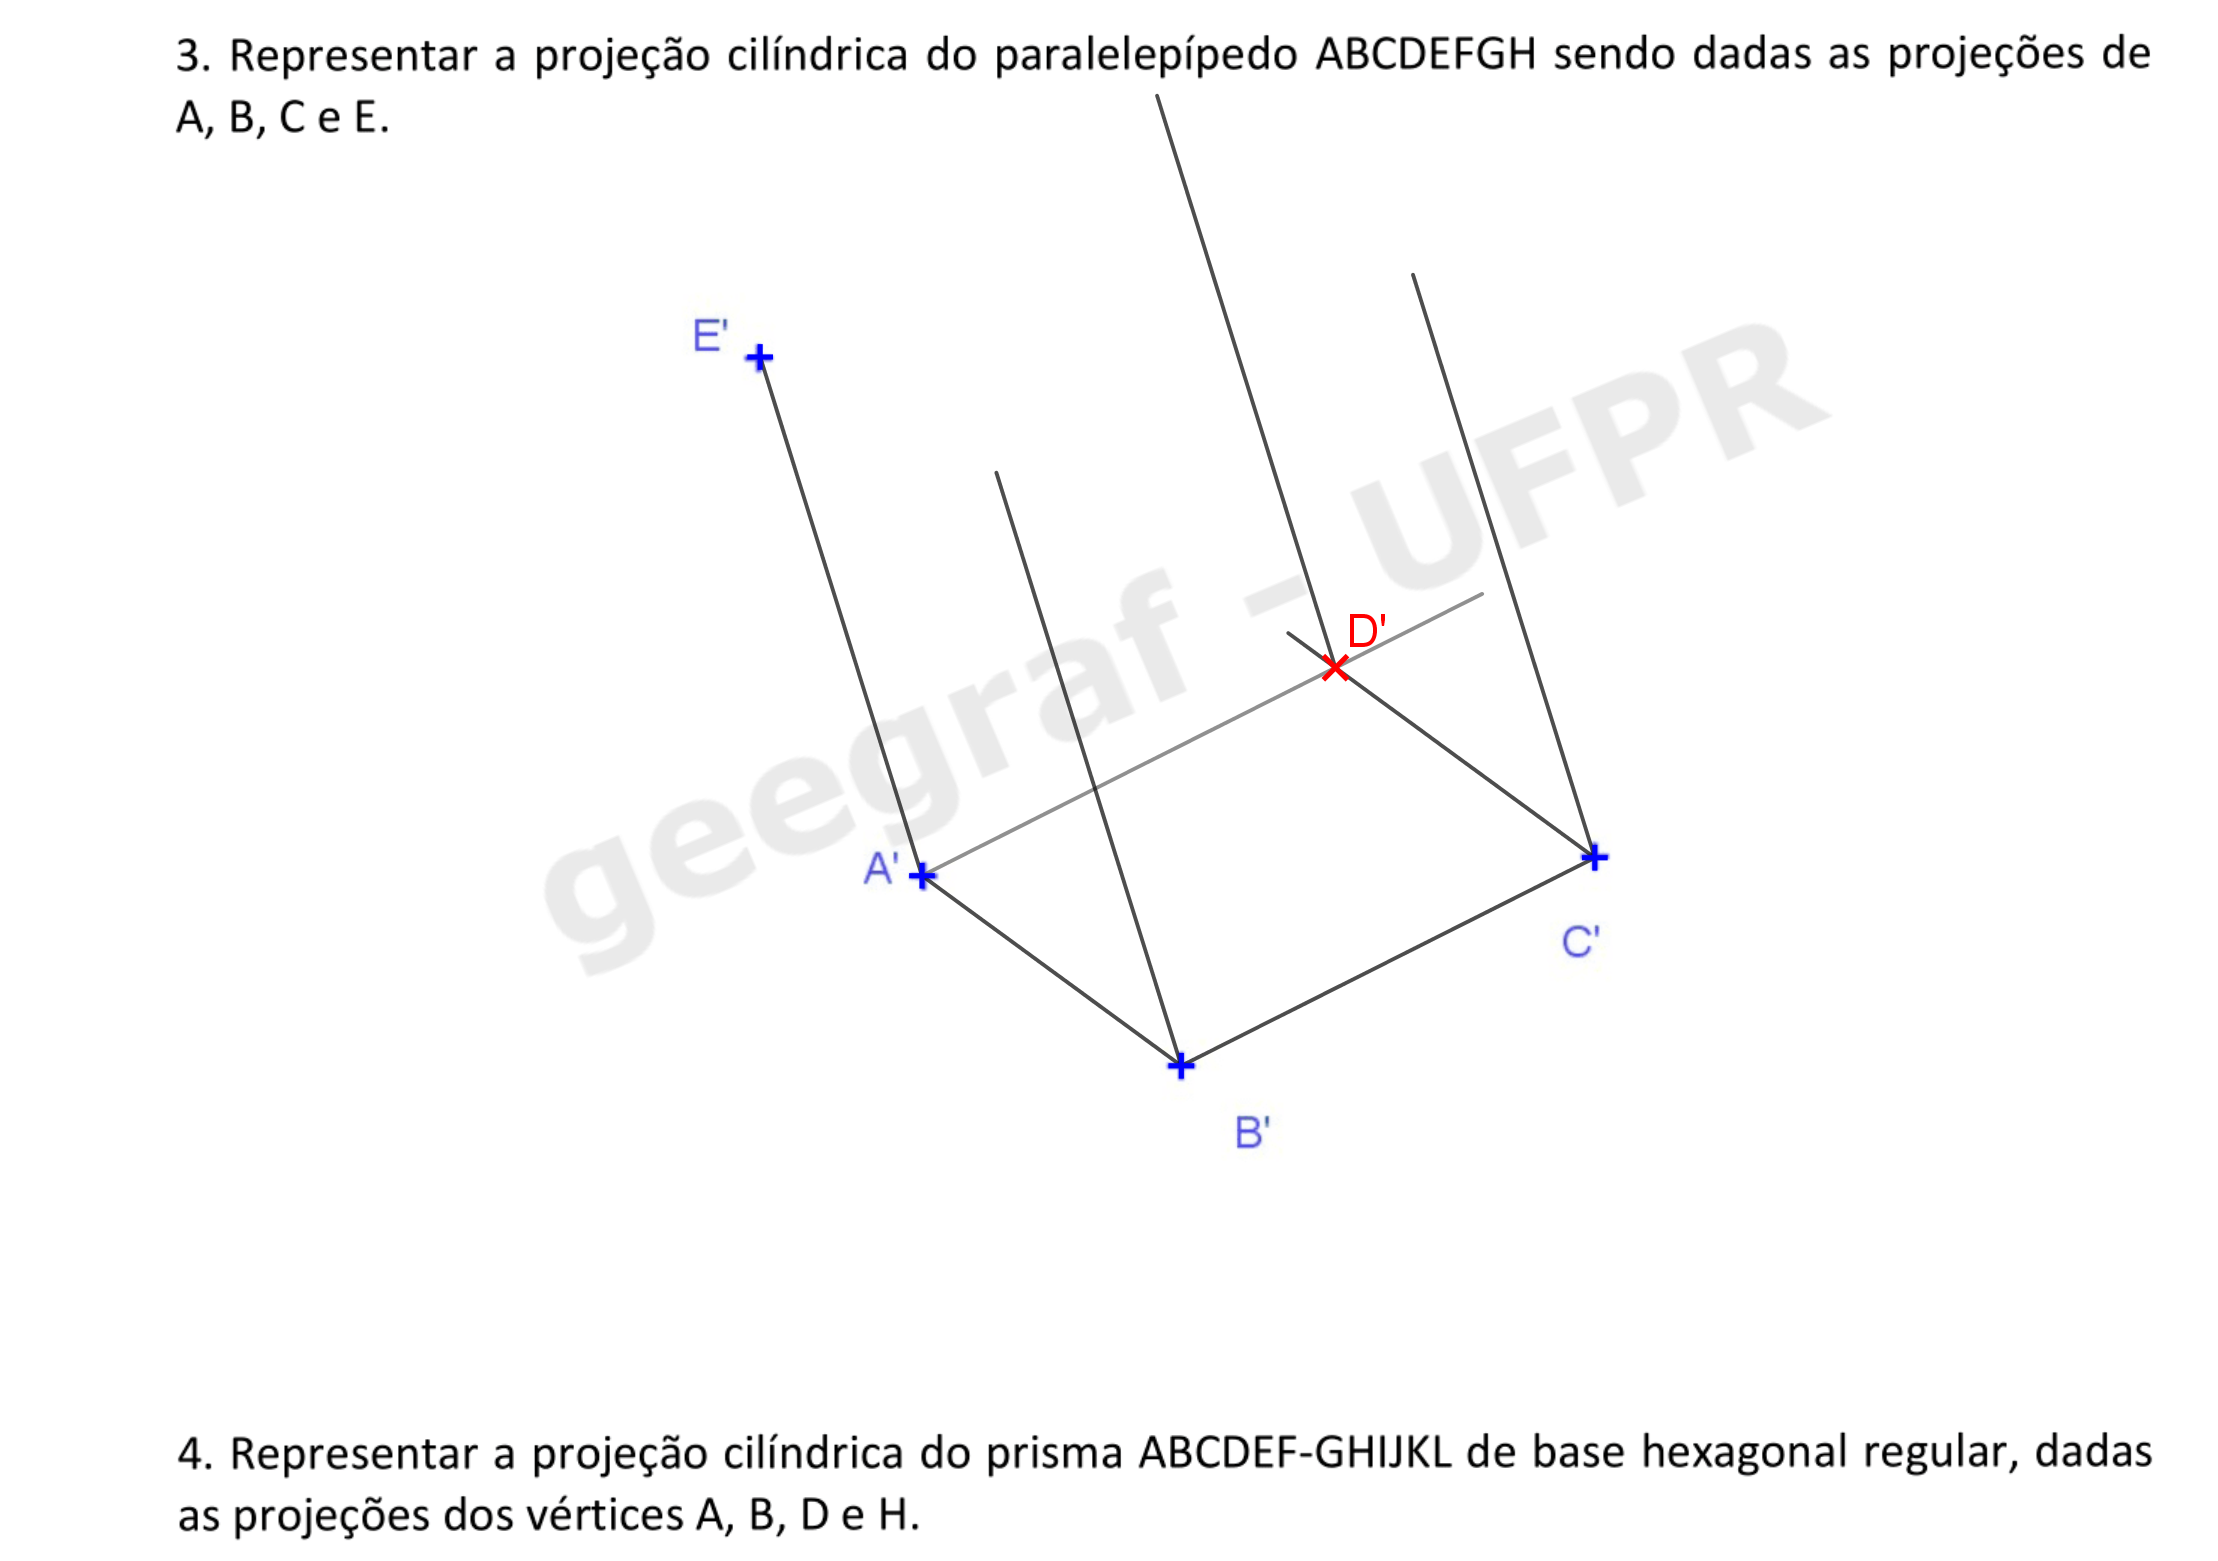 3. Representar a projeção cilíndrica do paralelepípedo ABCDEFGH sendo dadas as projeções de
A, B, C e E.
E'
geegraf - UFPR
D'
A'
C'
B'
4. Representar a projeção cilíndrica do prisma ABCDEF-GHIJKL de base hexagonal regular, dadas
as projeções dos vértices A, B, D e H.